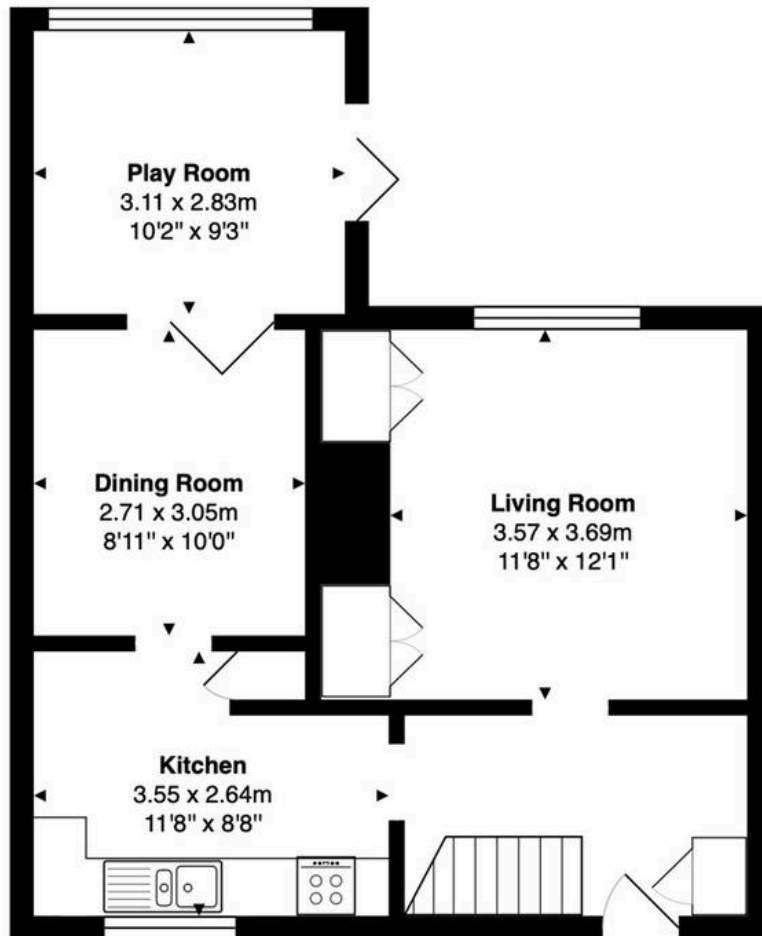 Play Room
3.11 x 2.83m
10'2" x 9'3"
Dining Room
2.71 x 3.05m
8'11" x 10'0"
Living Room
3.57 x 3.69m
11'8" x 12'1"
Kitchen
3.55 x 2.64m
11'8" x 8'8"